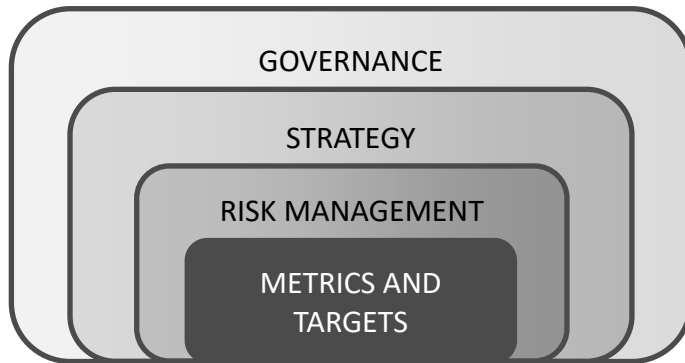 GOVERNANCE
STRATEGY
RISK MANAGEMENT
METRICS AND
TARGETS